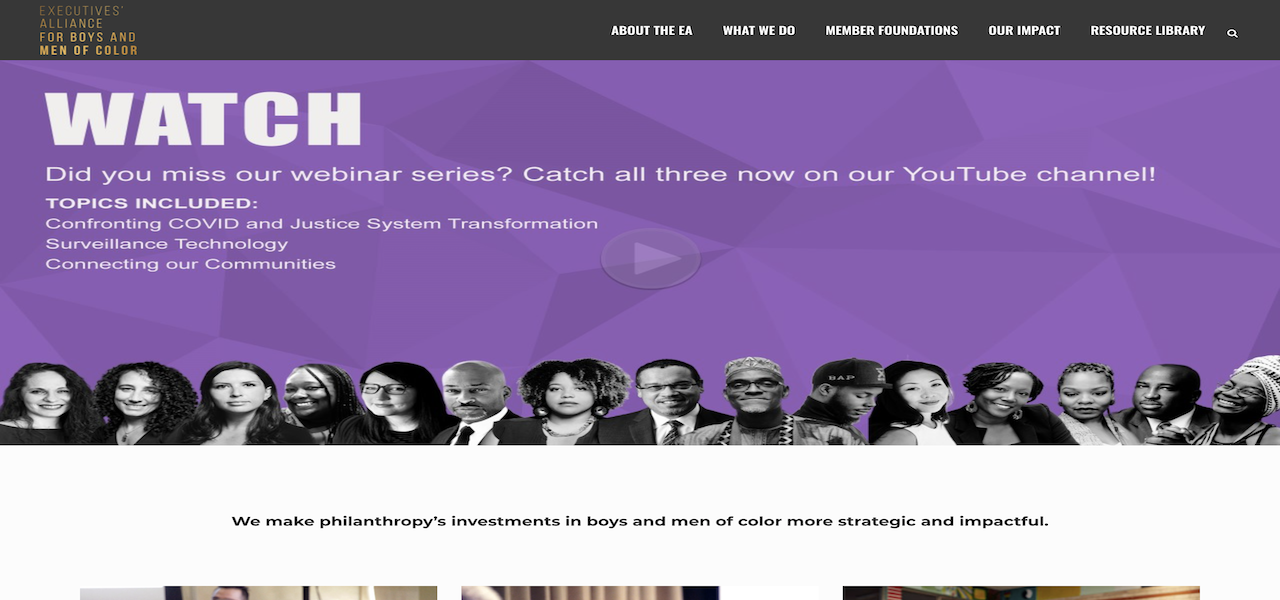 EXECUTIVES'
ALLIANCE
FOR BOYS AND
MEN OF COLOR
ABOUT THE EA
WHAT WE DO
MEMBER FOUNDATIONS
OUR IMPACT
RESOURCE LIBRARY
WATCH
Did you miss our webinar series? Catch all three now on our YouTube channel!
TOPICS INCLUDED:
Confronting COVID and Justice System Transformation
Surveillance Technology
Connecting our Communities
BAP
We make philanthropy’s investments in boys and men of color more strategic and impactful.